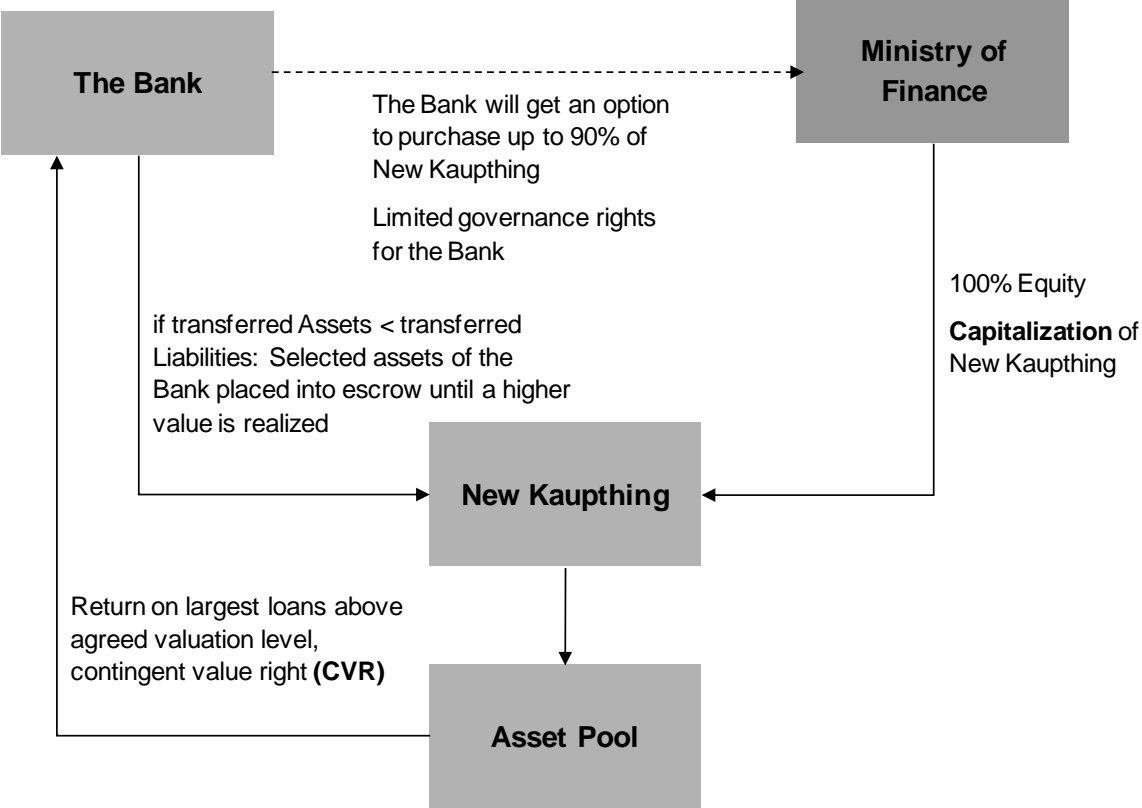 The Bank
Ministry of
Finance
The Bank will get an option
to purchase up to 90% of
New Kaupthing
Limited governance rights
for the Bank
100% Equity
Capitalization of
New Kaupthing
if transferred Assets < transferred
Liabilities: Selected assets of the
Bank placed into escrow until a higher
value is realized
New Kaupthing
Return on largest loans above
agreed valuation level,
contingent value right (CVR)
Asset Pool